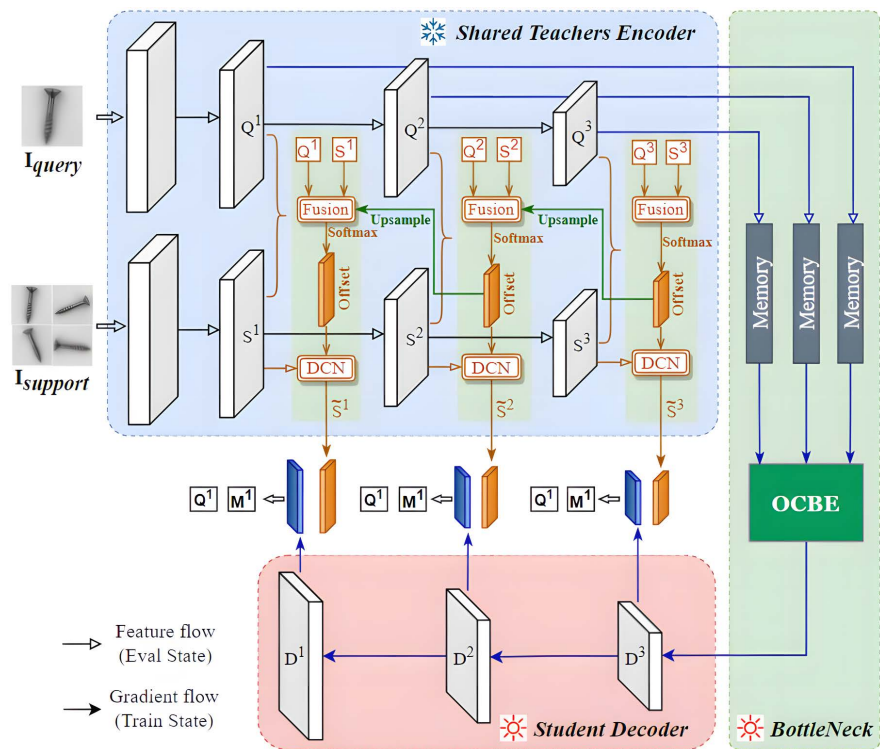 Shared Teachers Encoder
I_query
Q^1
Q^2
Q^3
Q^1 S^1
Q^2 S^2
Q^3 S^3
Fusion
Upsample
Fusion
Upsample
Fusion
Softmax
Softmax
Softmax
Offset
Offset
Offset
Memory
Memory
Memory
I_support
S^1
S^2
S^3
DCN
DCN
DCN
S̃^1
S̃^2
S̃^3
Q^1 M^1
Q^1 M^1
Q^1 M^1
OCBE
Feature flow
(Eval State)
Gradient flow
(Train State)
D^1
D^2
D^3
Student Decoder
BottleNeck